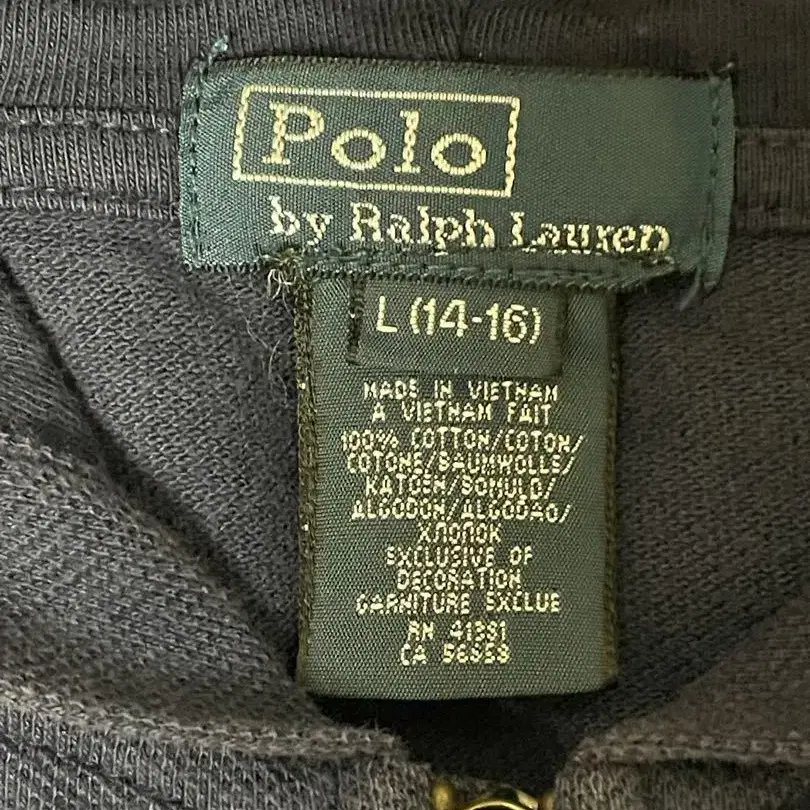 Polo
by Ralph Lauren
L (14-16)
MADE IN VIETNAM
A VIETNAM FAIT
100% COTTON/COTON/
COTONE/BAUMWOLLE/
KATOEN/BOMULD/
ALGODON/ALGODAO/
ХЛОПОК
EXCLUSIVE OF
DECORATION
GARNITURE EXCLUE
RN 41381
CA